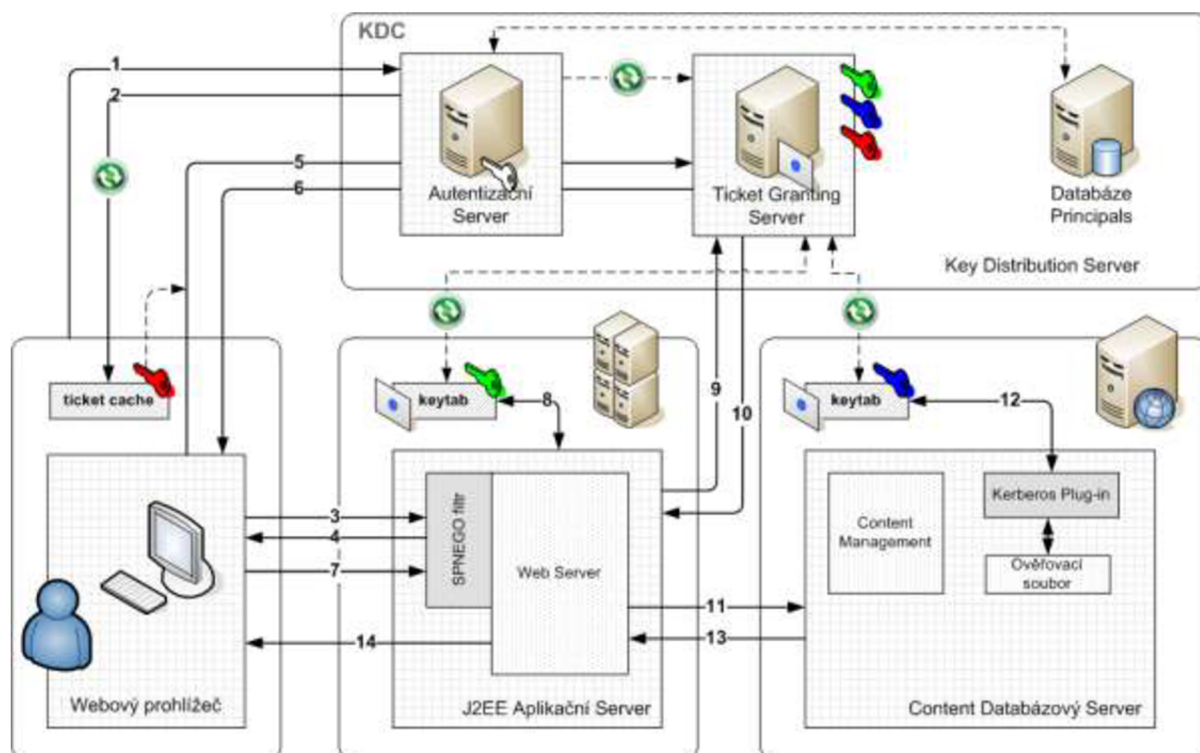 KDC
1
2
5
6
Autentizační
Server
Ticket Granting
Server
Databáze
Principals
Key Distribution Server
ticket cache
keytab
8
9
10
keytab
12
3
4
7
SPNEGO filtr
Web Server
Content
Management
Kerberos Plug-in
Ověřovací
soubor
11
13
14
Webový prohlížeč
J2EE Aplikační Server
Content Databázový Server